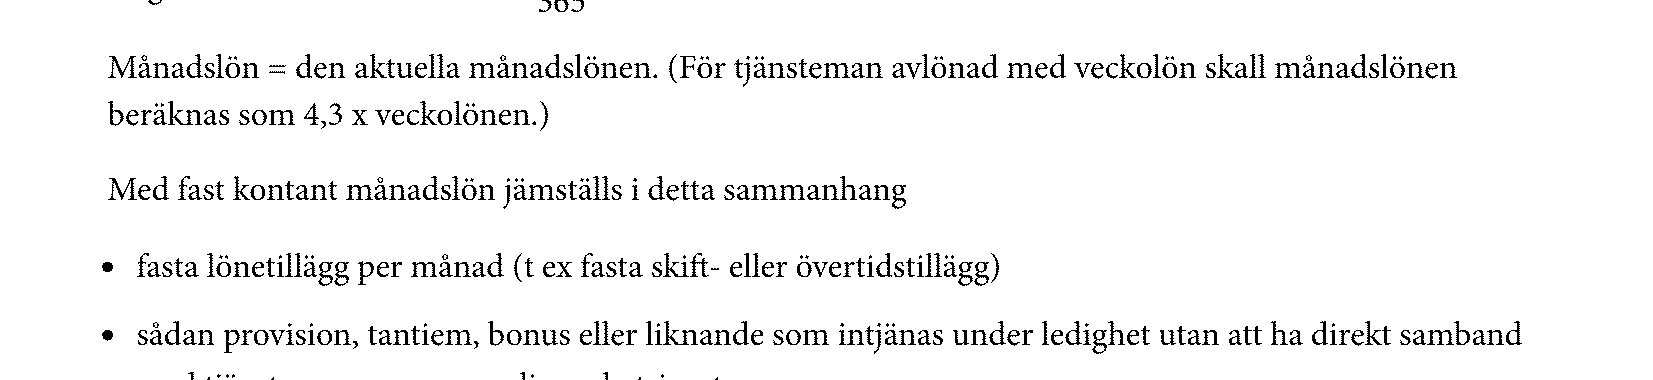 365
Månadslön = den aktuella månadslönen. (För tjänsteman avlönad med veckolön skall månadslönen
beräknas som 4,3 x veckolönen.)
Med fast kontant månadslön jämställs i detta sammanhang
• fasta lönetillägg per månad (t ex fasta skift- eller övertidstillägg)
• sådan provision, tantiem, bonus eller liknande som intjänas under ledighet utan att ha direkt samband